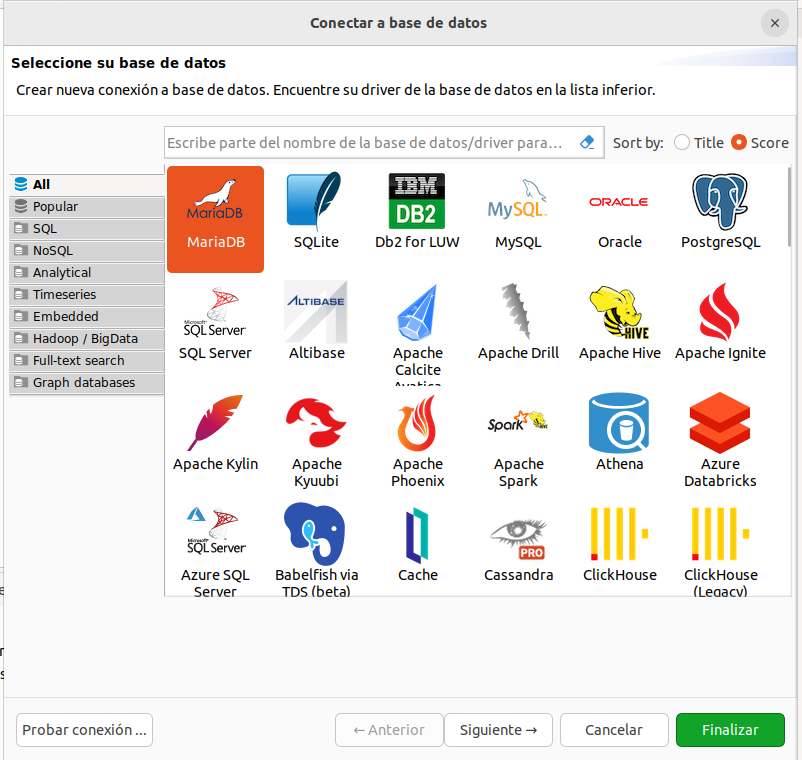 Conectar a base de datos
Seleccione su base de datos
Crear nueva conexión a base de datos. Encuentre su driver de la base de datos en la lista inferior.
Escribe parte del nombre de la base de datos/driver para…
Sort by:
Title
Score
All
Popular
SQL
NoSQL
Analytical
Timeseries
Embedded
Hadoop / BigData
Full-text search
Graph databases
MariaDB
MariaDB
SQLite
IBM
DB2
Db2 for LUW
MySQL
MySQL
ORACLE
Oracle
PostgreSQL
Microsoft
SQL Server
SQL Server
ALTIBASE
Altibase
Apache
Calcite
Avatica
Apache Drill
HIVE
Apache Hive
Apache Ignite
Apache Kylin
Apache
Kyuubi
Apache
Phoenix
Spark
Apache
Spark
Athena
Azure
Databricks
Microsoft
SQL Server
Azure SQL
Server
Babelfish via
TDS (beta)
Cache
PRO
Cassandra
ClickHouse
ClickHouse
(Legacy)
Probar conexión ...
← Anterior
Siguiente →
Cancelar
Finalizar